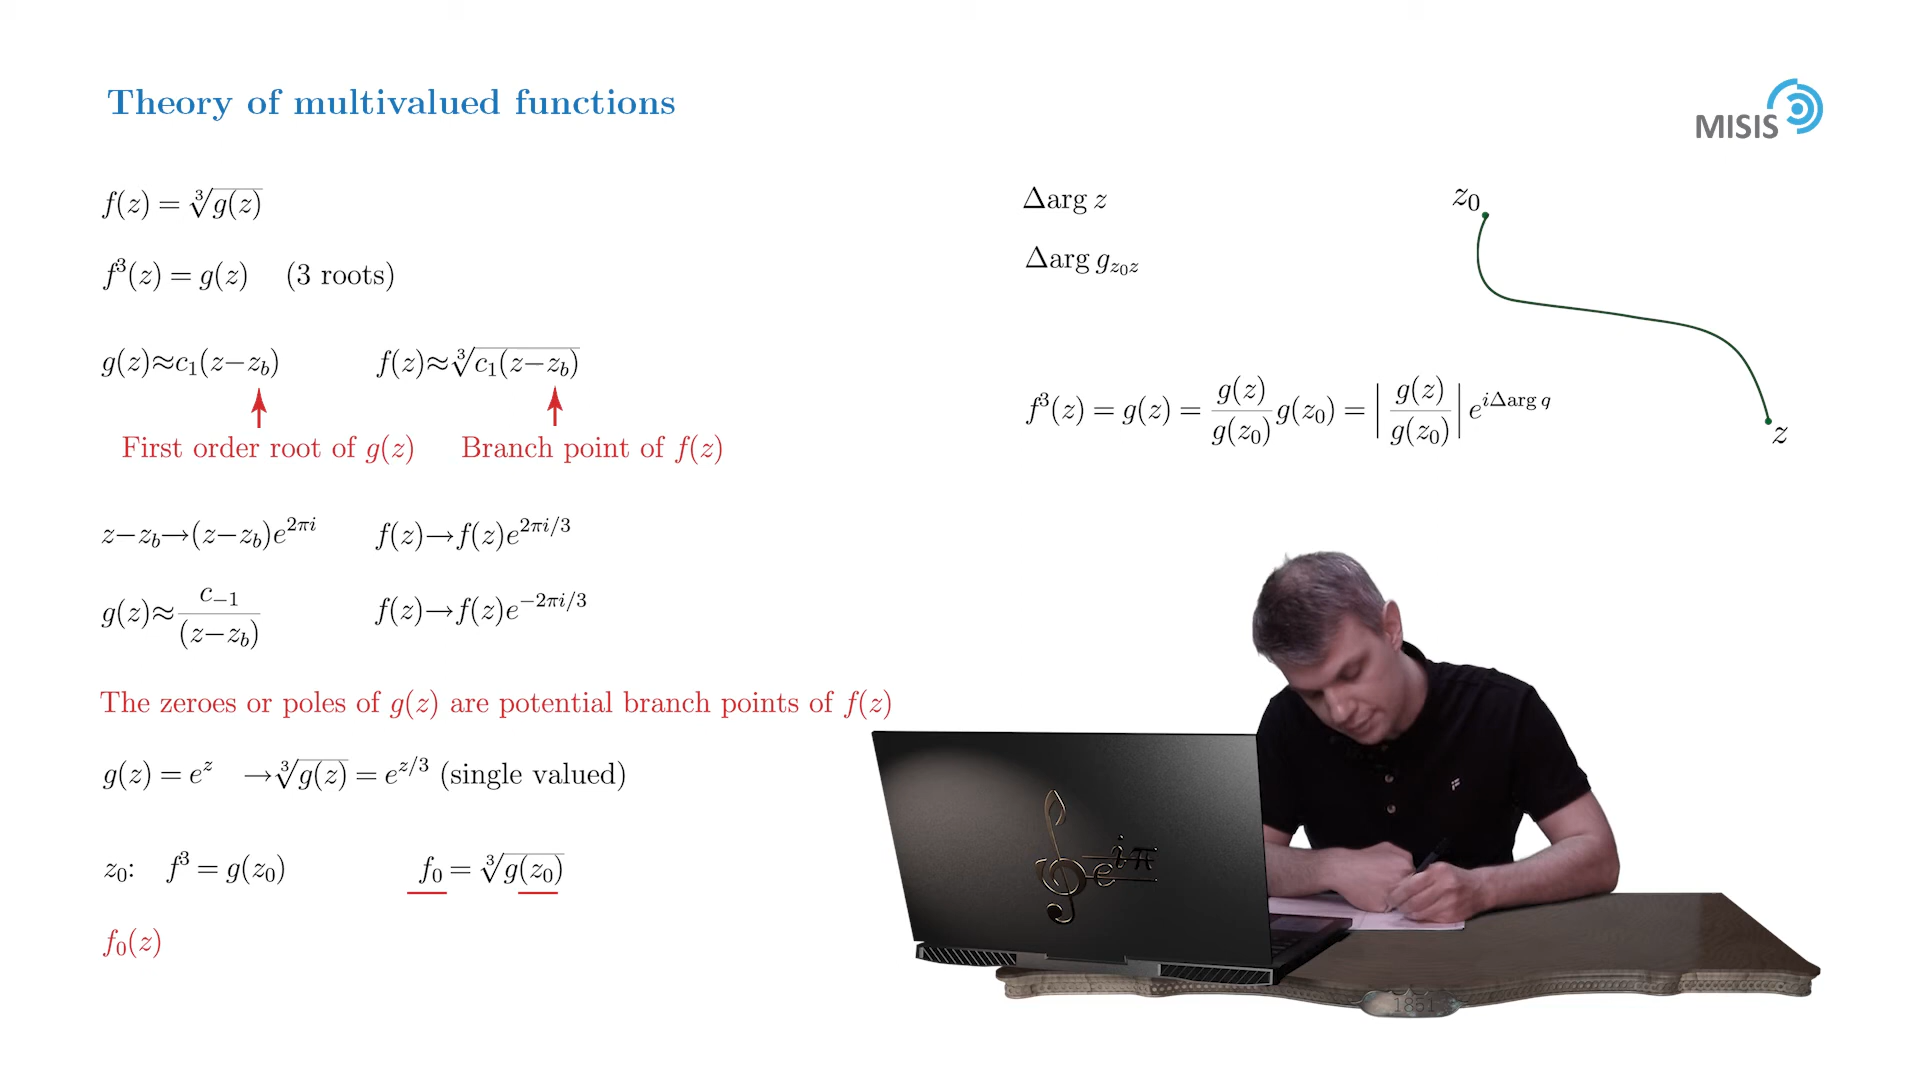 Theory of multivalued functions
MISIS
f(z) = ∛g(z)
f³(z) = g(z) (3 roots)
g(z)≈c₁(z−z_b) f(z)≈∛c₁(z−z_b)
First order root of g(z) Branch point of f(z)
z−z_b→(z−z_b)e^{2πi} f(z)→f(z)e^{2πi/3}
g(z)≈c₋₁/(z−z_b) f(z)→f(z)e^{−2πi/3}
The zeroes or poles of g(z) are potential branch points of f(z)
g(z) = e^z →∛g(z) = e^{z/3} (single valued)
z₀: f³ = g(z₀) f₀ = ∛g(z₀)
f₀(z)
Δarg z
Δarg g_{z₀z}
z₀
f³(z) = g(z) = g(z)/g(z₀) g(z₀) = |g(z)/g(z₀)| e^{iΔarg q}
z
e^{iπ}
1851